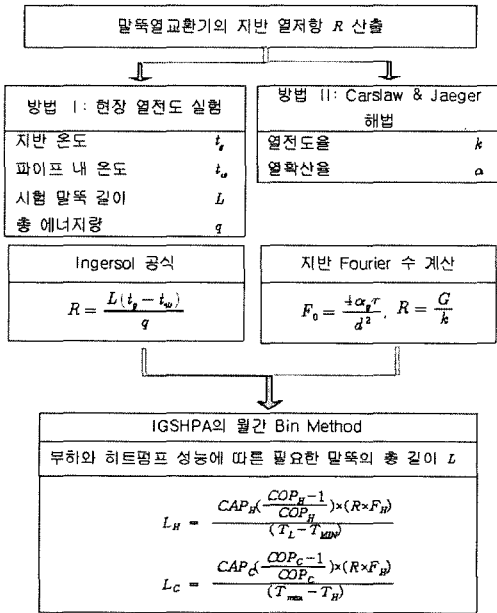 말뚝열교환기의 지반 열저항 R 산출
방법 I: 현장 열전도 실험
지반 온도 t_g
파이프 내 온도 t_w
시험 말뚝 길이 L
총 에너지량 q
방법 II: Carslaw & Jaeger
해법
열전도율 k
열확산율 α
Ingersol 공식
R = L(t_g - t_w) / q
지반 Fourier 수 계산
F_0 = 4α_g τ / d^2, R = G / k
IGSHPA의 월간 Bin Method
부하와 히트펌프 성능에 따른 필요한 말뚝의 총 길이 L
L_H = CAP_H(COP_H-1 / COP_H)×(R×F_H) / (T_L - T_MIN)
L_C = CAP_C(COP_C-1 / COP_C)×(R×F_H) / (T_max - T_H)